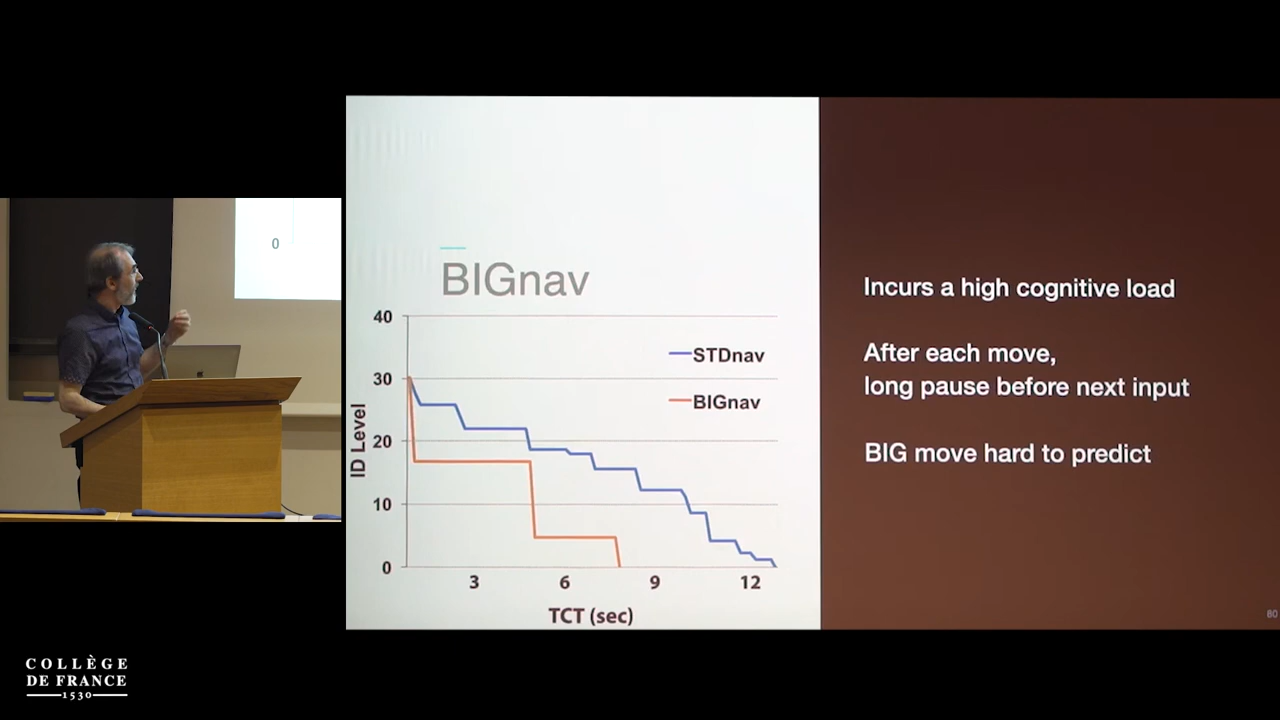 0
BIGnav
40
30
20
10
0
ID Level
STDnav
BIGnav
3 6 9 12
TCT (sec)
Incurs a high cognitive load
After each move,
long pause before next input
BIG move hard to predict
80
COLLÈGE
DE FRANCE
1530